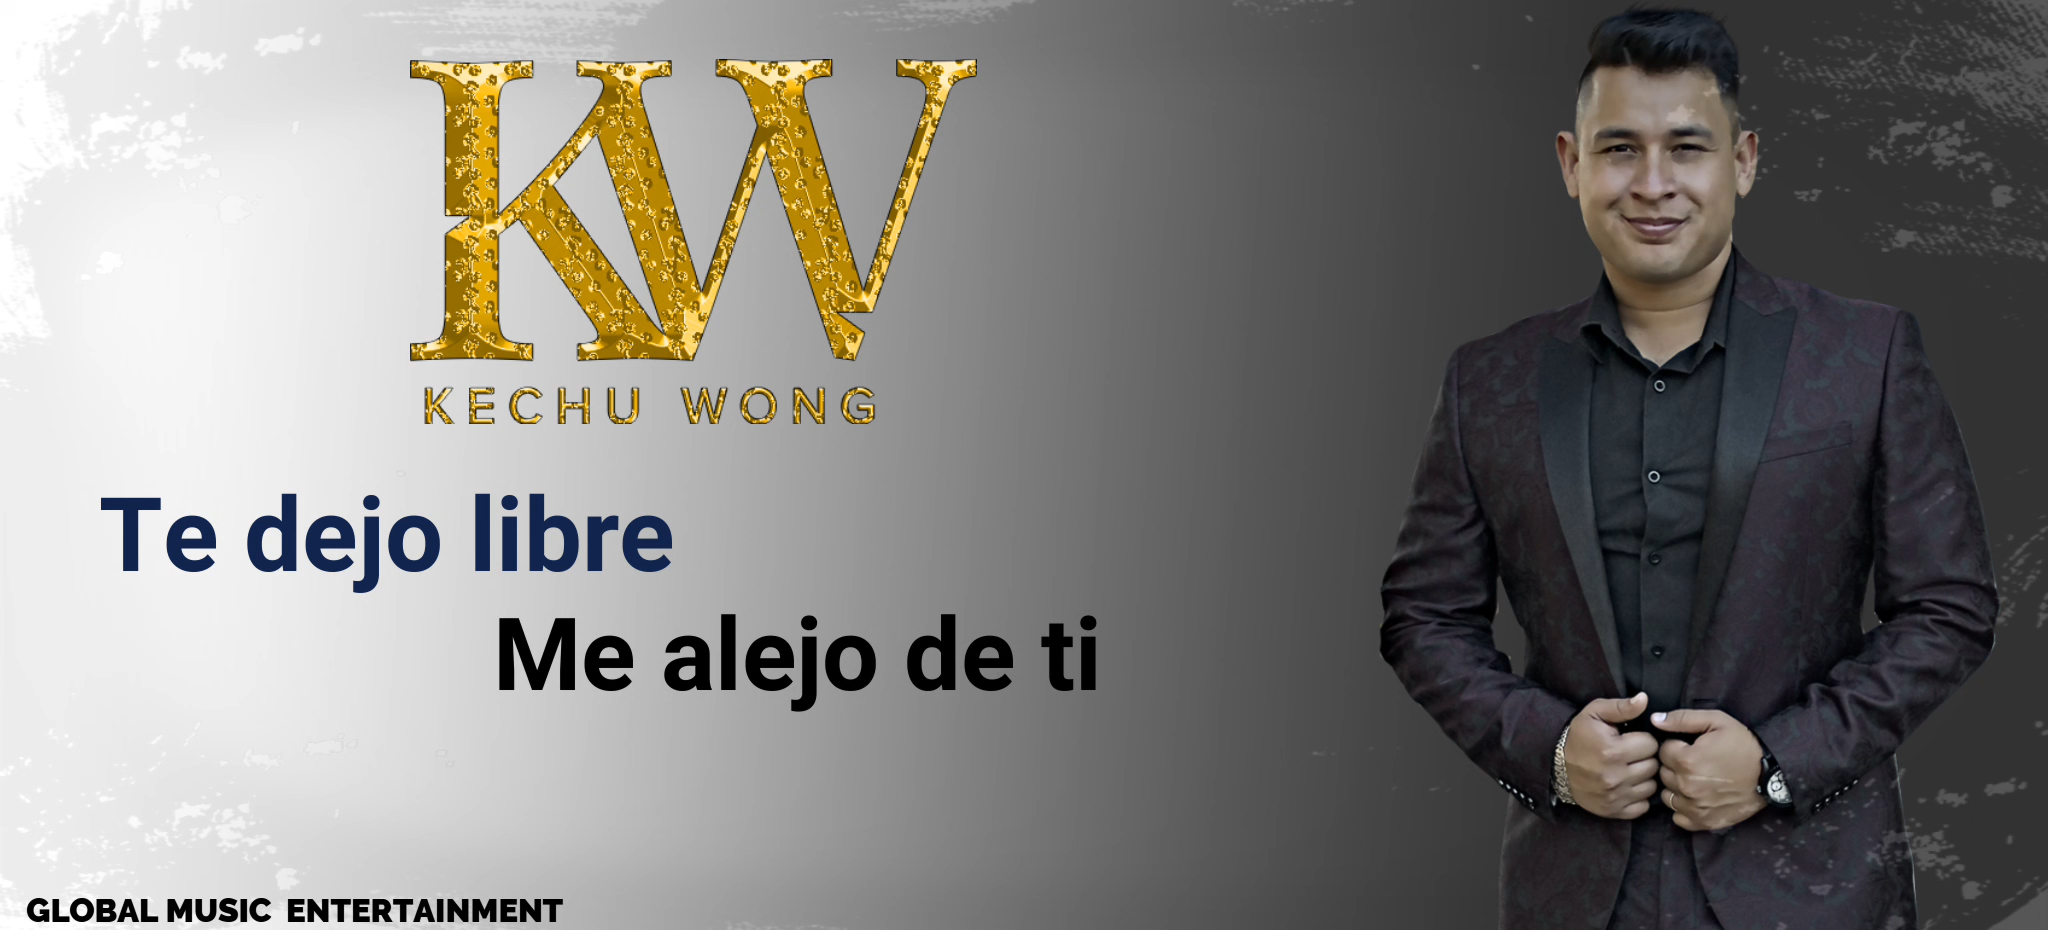 KW
KECHU WONG
Te dejo libre
Me alejo de ti
GLOBAL MUSIC ENTERTAINMENT